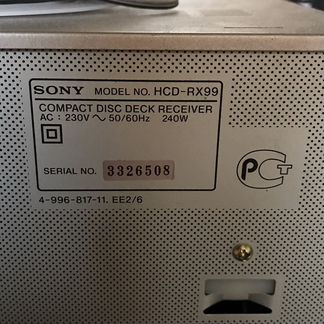 SONY MODEL NO. HCD-RX99
COMPACT DISC DECK RECEIVER
AC : 230V ~ 50/60Hz 240W
SERIAL NO. 3326508
РСТ
4-996-817-11. EE2/6